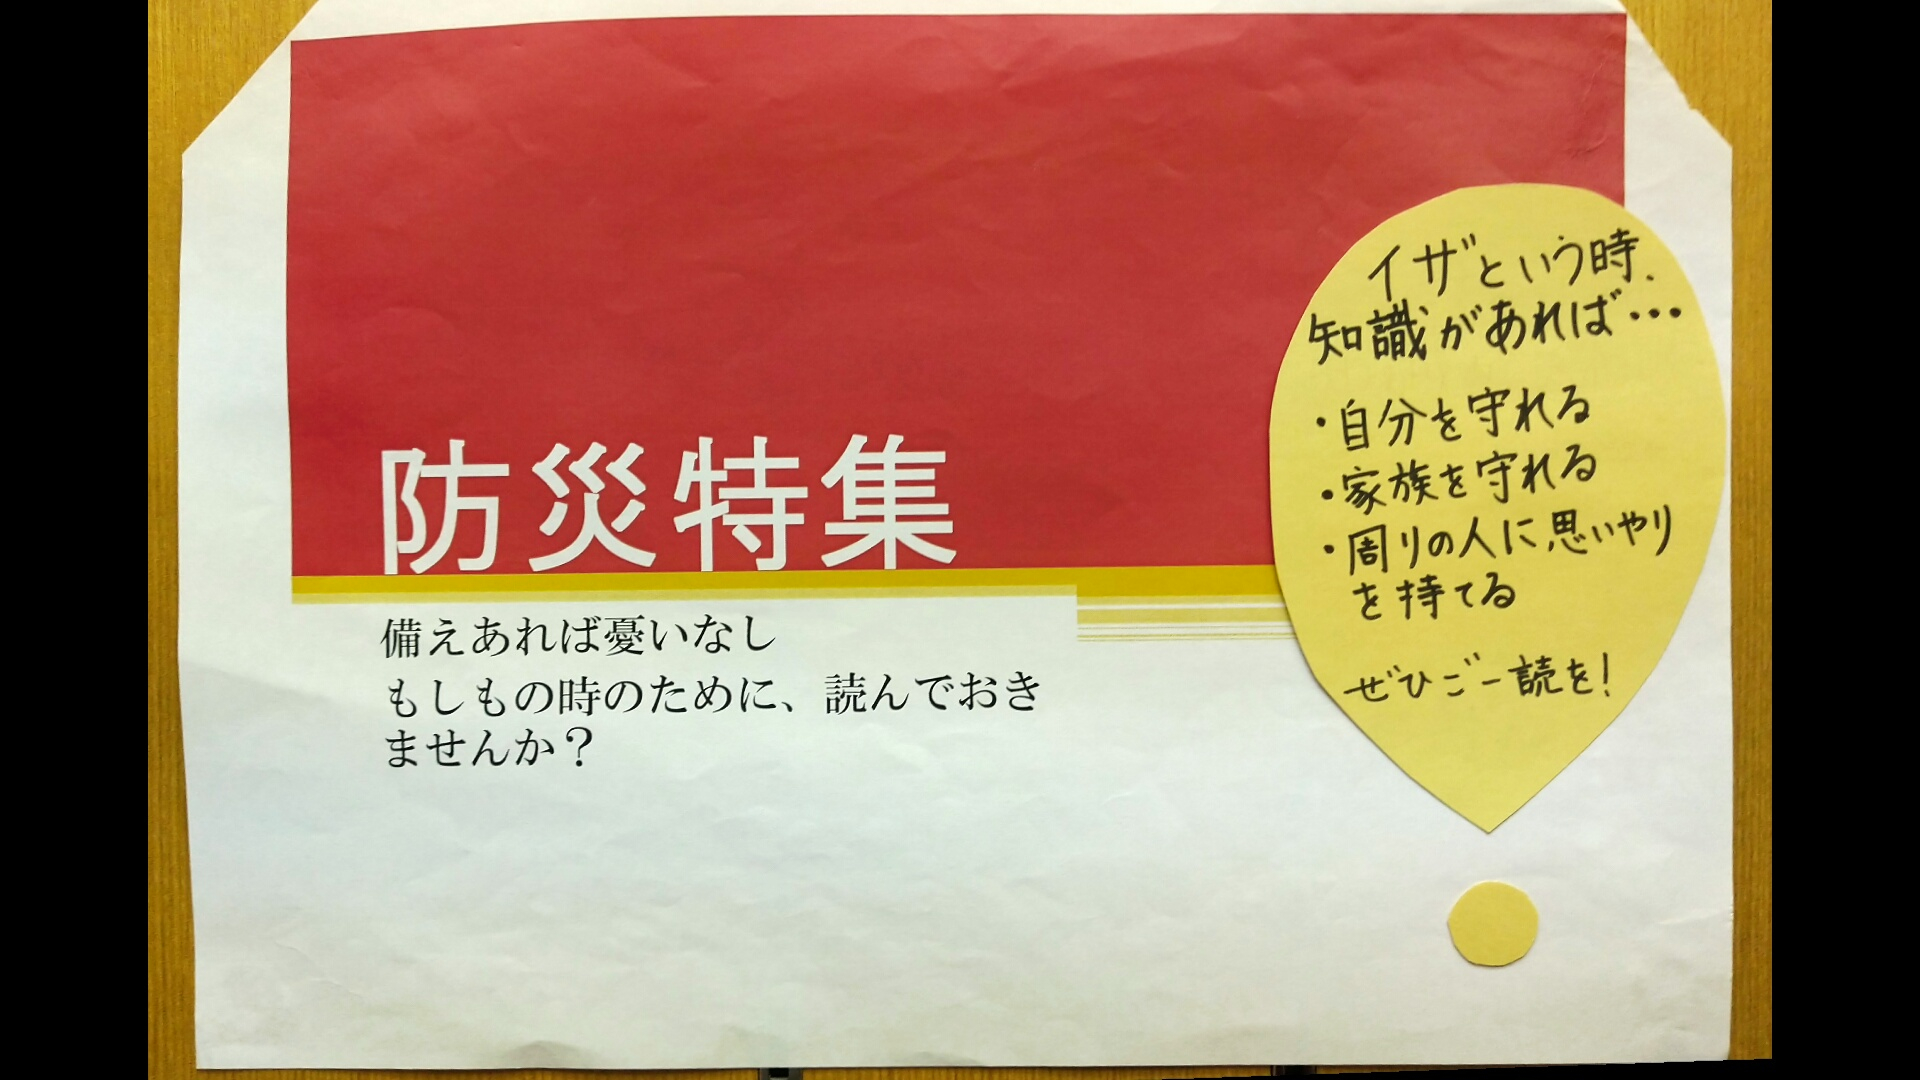 防災特集
備えあれば憂いなし
もしもの時のために、読んでおき
ませんか？
イザという時、
知識があれば・・・
・自分を守れる
・家族を守れる
・周りの人に思いやり
を持てる
ぜひご一読を！